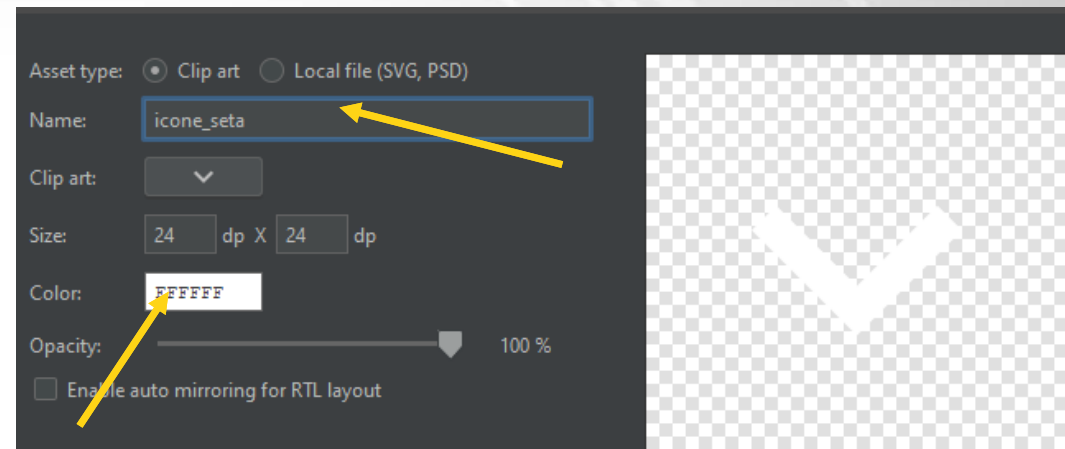 Asset type: Clip art Local file (SVG, PSD)
Name: icone_seta
Clip art:
Size: 24 dp X 24 dp
Color: FFFFFF
Opacity: 100 %
Enable auto mirroring for RTL layout